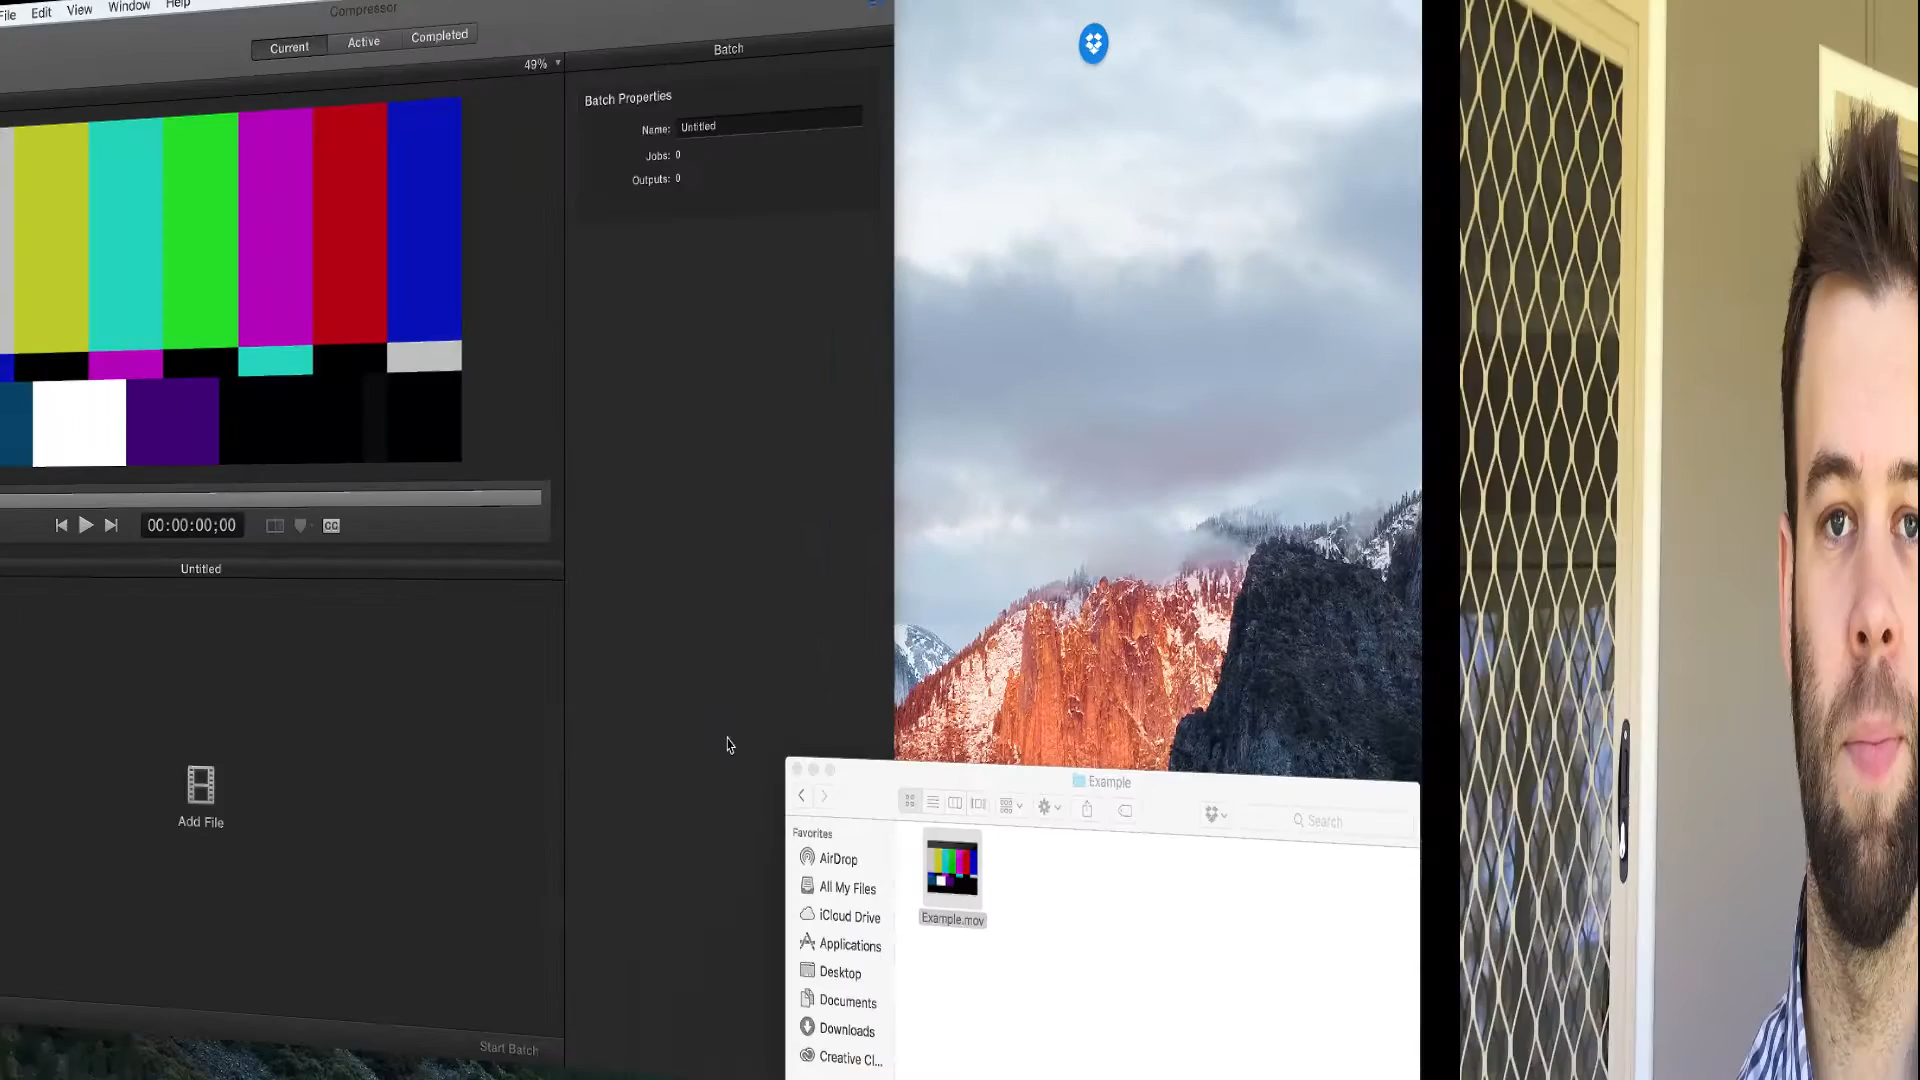 File Edit View Window Help
Compressor
Current Active Completed
49%
Batch
Batch Properties
Name: Untitled
Jobs: 0
Outputs: 0
00:00:00;00
CC
Untitled
Add File
Start Batch
Example
Search
Favorites
AirDrop
All My Files
iCloud Drive
Applications
Desktop
Documents
Downloads
Creative Cl...
Example.mov